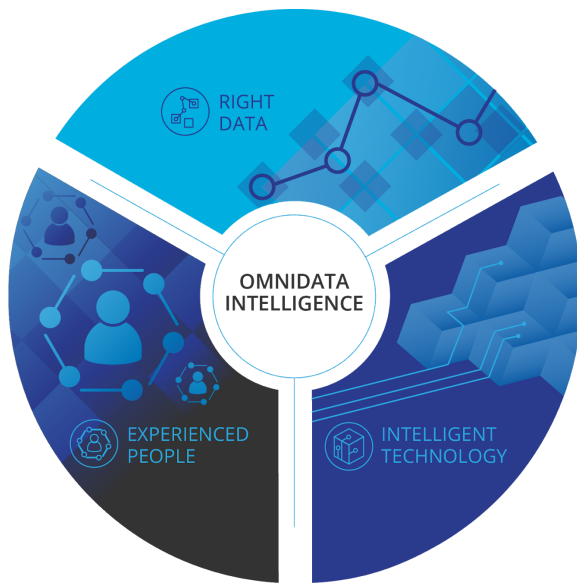 RIGHT
DATA
OMNIDATA
INTELLIGENCE
EXPERIENCED
PEOPLE
INTELLIGENT
TECHNOLOGY